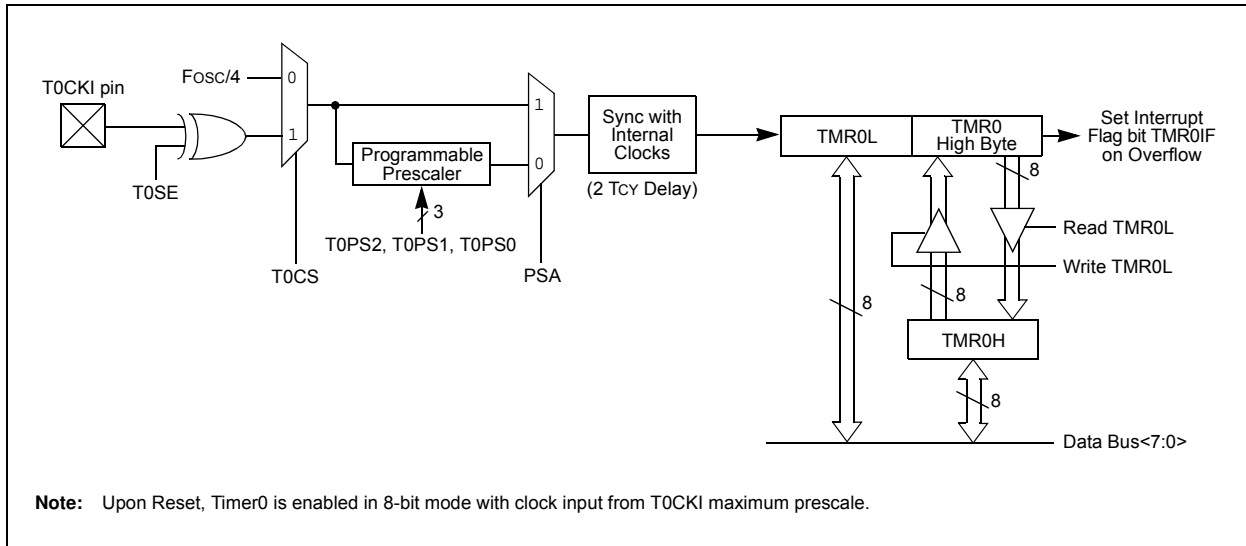 T0CKI pin
FOSC/4
0
1
T0SE
T0CS
Programmable
Prescaler
3
T0PS2, T0PS1, T0PS0
1
0
PSA
Sync with
Internal
Clocks
(2 TCY Delay)
TMR0L
TMR0
High Byte
Set Interrupt
Flag bit TMR0IF
on Overflow
8
Read TMR0L
Write TMR0L
8
8
TMR0H
8
Data Bus<7:0>
Note: Upon Reset, Timer0 is enabled in 8-bit mode with clock input from T0CKI maximum prescale.